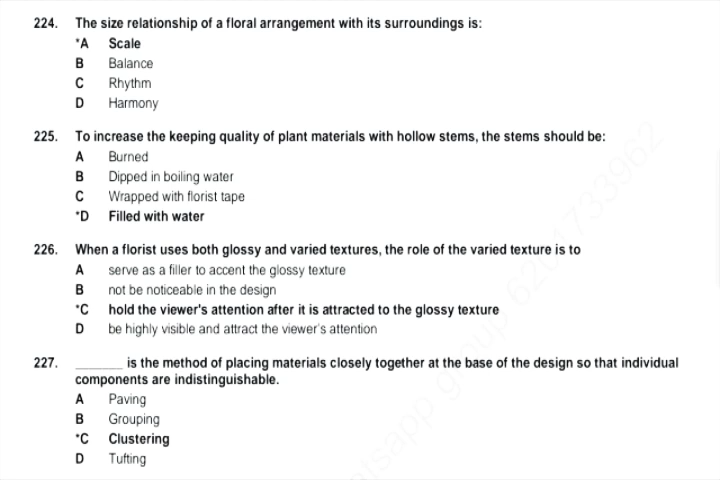 224. The size relationship of a floral arrangement with its surroundings is:
*A Scale
B Balance
C Rhythm
D Harmony
225. To increase the keeping quality of plant materials with hollow stems, the stems should be:
A Burned
B Dipped in boiling water
C Wrapped with florist tape
*D Filled with water
226. When a florist uses both glossy and varied textures, the role of the varied texture is to
A serve as a filler to accent the glossy texture
B not be noticeable in the design
*C hold the viewer's attention after it is attracted to the glossy texture
D be highly visible and attract the viewer's attention
227. _______ is the method of placing materials closely together at the base of the design so that individual
components are indistinguishable.
A Paving
B Grouping
*C Clustering
D Tufting